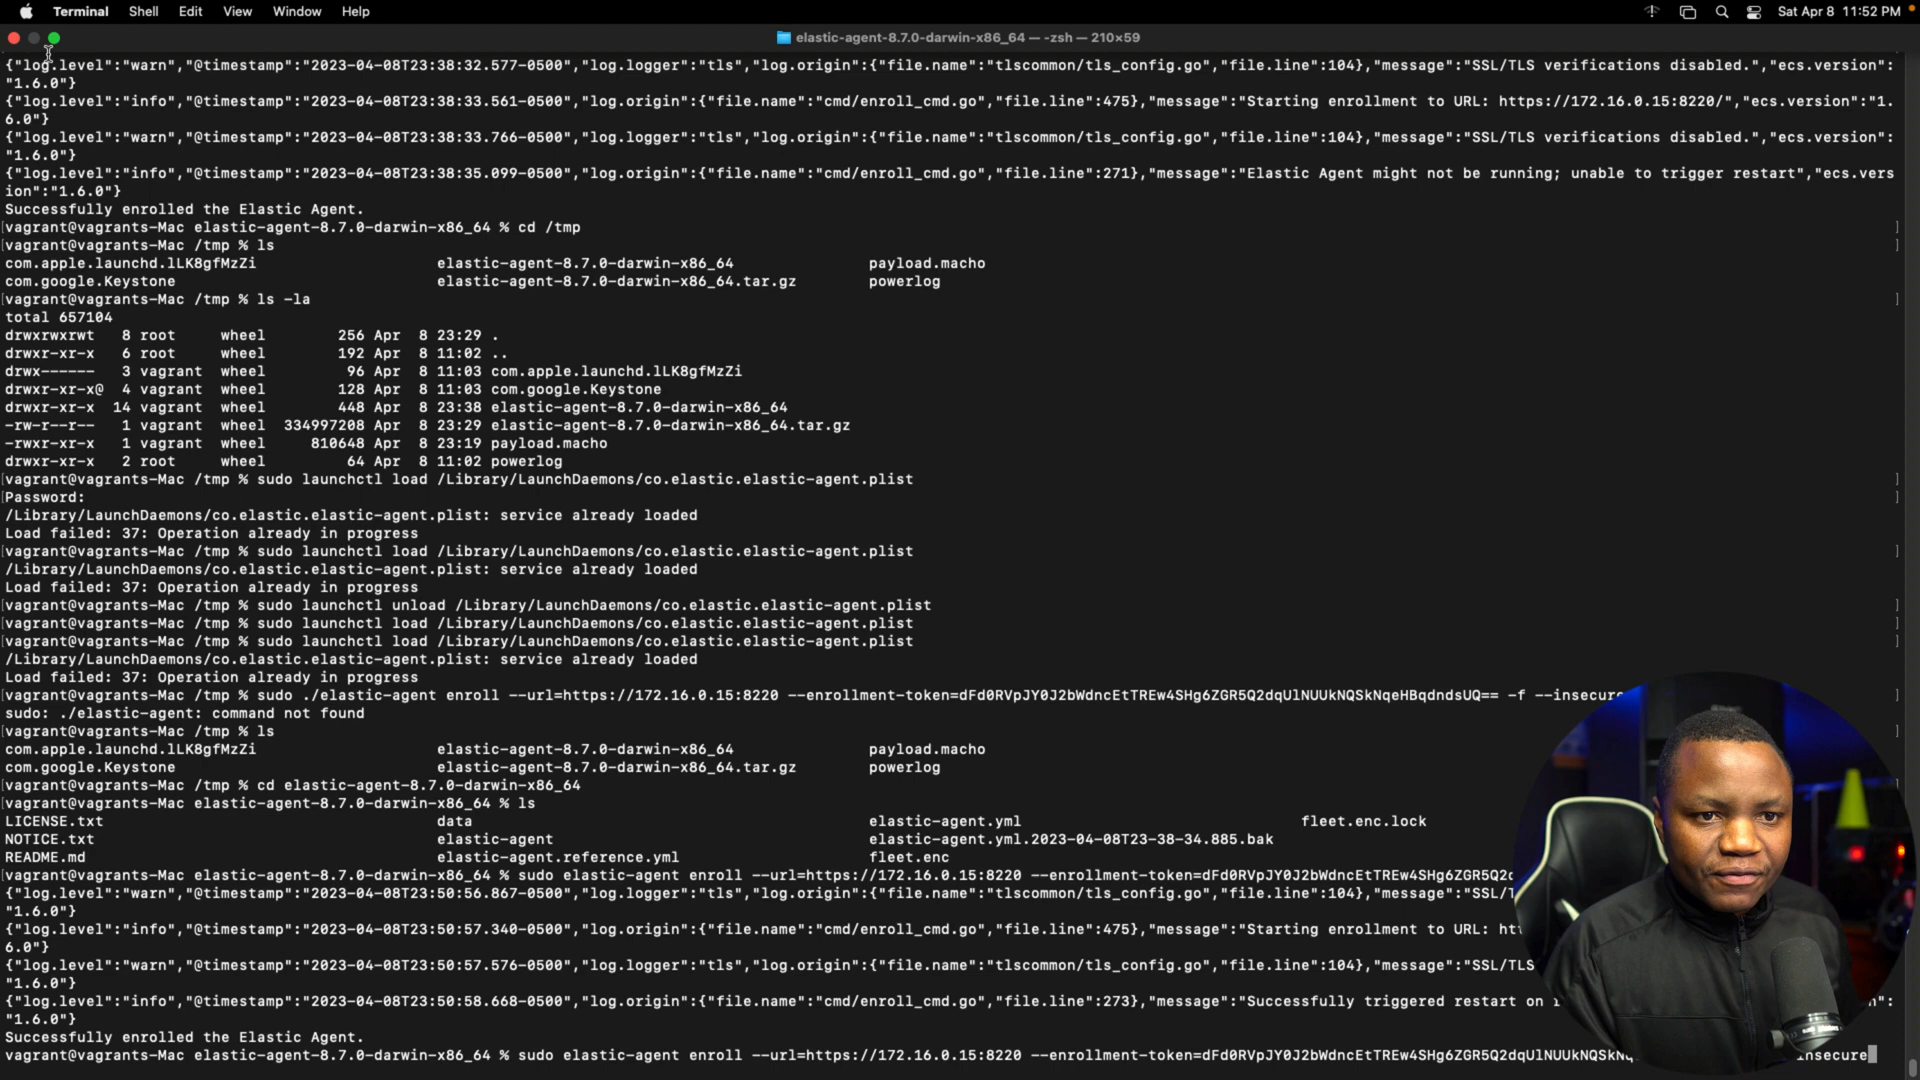 Terminal Shell Edit View Window Help Sat Apr 8 11:52 PM
elastic-agent-8.7.0-darwin-x86_64 — -zsh — 210×59
{"log.level":"warn","@timestamp":"2023-04-08T23:38:32.577-0500","log.logger":"tls","log.origin":{"file.name":"tlscommon/tls_config.go","file.line":104},"message":"SSL/TLS verifications disabled.","ecs.version":
"1.6.0"}
{"log.level":"info","@timestamp":"2023-04-08T23:38:33.561-0500","log.origin":{"file.name":"cmd/enroll_cmd.go","file.line":475},"message":"Starting enrollment to URL: https://172.16.0.15:8220/","ecs.version":"1.
6.0"}
{"log.level":"warn","@timestamp":"2023-04-08T23:38:33.766-0500","log.logger":"tls","log.origin":{"file.name":"tlscommon/tls_config.go","file.line":104},"message":"SSL/TLS verifications disabled.","ecs.version":
"1.6.0"}
{"log.level":"info","@timestamp":"2023-04-08T23:38:35.099-0500","log.origin":{"file.name":"cmd/enroll_cmd.go","file.line":271},"message":"Elastic Agent might not be running; unable to trigger restart","ecs.vers
ion":"1.6.0"}
Successfully enrolled the Elastic Agent.
[vagrant@vagrants-Mac elastic-agent-8.7.0-darwin-x86_64 % cd /tmp ]
[vagrant@vagrants-Mac /tmp % ls ]
com.apple.launchd.lLK8gfMzZi elastic-agent-8.7.0-darwin-x86_64 payload.macho
com.google.Keystone elastic-agent-8.7.0-darwin-x86_64.tar.gz powerlog
[vagrant@vagrants-Mac /tmp % ls -la ]
total 657104
drwxrwxrwt 8 root wheel 256 Apr 8 23:29 .
drwxr-xr-x 6 root wheel 192 Apr 8 11:02 ..
drwx------ 3 vagrant wheel 96 Apr 8 11:03 com.apple.launchd.lLK8gfMzZi
drwxr-xr-x@ 4 vagrant wheel 128 Apr 8 11:03 com.google.Keystone
drwxr-xr-x 14 vagrant wheel 448 Apr 8 23:38 elastic-agent-8.7.0-darwin-x86_64
-rw-r--r-- 1 vagrant wheel 334997208 Apr 8 23:29 elastic-agent-8.7.0-darwin-x86_64.tar.gz
-rwxr-xr-x 1 vagrant wheel 810648 Apr 8 23:19 payload.macho
drwxr-xr-x 2 root wheel 64 Apr 8 11:02 powerlog
[vagrant@vagrants-Mac /tmp % sudo launchctl load /Library/LaunchDaemons/co.elastic.elastic-agent.plist ]
[Password: ]
/Library/LaunchDaemons/co.elastic.elastic-agent.plist: service already loaded
Load failed: 37: Operation already in progress
[vagrant@vagrants-Mac /tmp % sudo launchctl load /Library/LaunchDaemons/co.elastic.elastic-agent.plist ]
/Library/LaunchDaemons/co.elastic.elastic-agent.plist: service already loaded
Load failed: 37: Operation already in progress
[vagrant@vagrants-Mac /tmp % sudo launchctl unload /Library/LaunchDaemons/co.elastic.elastic-agent.plist ]
[vagrant@vagrants-Mac /tmp % sudo launchctl load /Library/LaunchDaemons/co.elastic.elastic-agent.plist ]
[vagrant@vagrants-Mac /tmp % sudo launchctl load /Library/LaunchDaemons/co.elastic.elastic-agent.plist ]
/Library/LaunchDaemons/co.elastic.elastic-agent.plist: service already loaded
Load failed: 37: Operation already in progress
[vagrant@vagrants-Mac /tmp % sudo ./elastic-agent enroll --url=https://172.16.0.15:8220 --enrollment-token=dFd0RVpJY0J2bWdncEtTREw4SHg6ZGR5Q2dqUlNUUkNQSkNqeHBqdndsUQ== -f --insecure ]
sudo: ./elastic-agent: command not found
[vagrant@vagrants-Mac /tmp % ls ]
com.apple.launchd.lLK8gfMzZi elastic-agent-8.7.0-darwin-x86_64 payload.macho
com.google.Keystone elastic-agent-8.7.0-darwin-x86_64.tar.gz powerlog
[vagrant@vagrants-Mac /tmp % cd elastic-agent-8.7.0-darwin-x86_64 ]
[vagrant@vagrants-Mac elastic-agent-8.7.0-darwin-x86_64 % ls ]
LICENSE.txt data elastic-agent.yml fleet.enc.lock
NOTICE.txt elastic-agent elastic-agent.yml.2023-04-08T23-38-34.885.bak
README.md elastic-agent.reference.yml fleet.enc
[vagrant@vagrants-Mac elastic-agent-8.7.0-darwin-x86_64 % sudo elastic-agent enroll --url=https://172.16.0.15:8220 --enrollment-token=dFd0RVpJY0J2bWdncEtTREw4SHg6ZGR5Q2 ]
{"log.level":"warn","@timestamp":"2023-04-08T23:50:56.867-0500","log.logger":"tls","log.origin":{"file.name":"tlscommon/tls_config.go","file.line":104},"message":"SSL/ :
"1.6.0"}
{"log.level":"info","@timestamp":"2023-04-08T23:50:57.340-0500","log.origin":{"file.name":"cmd/enroll_cmd.go","file.line":475},"message":"Starting enrollment to URL: .
6.0"}
{"log.level":"warn","@timestamp":"2023-04-08T23:50:57.576-0500","log.logger":"tls","log.origin":{"file.name":"tlscommon/tls_config.go","file.line":104},"message":"SSL/TLS :
"1.6.0"}
{"log.level":"info","@timestamp":"2023-04-08T23:50:58.668-0500","log.origin":{"file.name":"cmd/enroll_cmd.go","file.line":273},"message":"Successfully triggered restart on ":
"1.6.0"}
Successfully enrolled the Elastic Agent.
vagrant@vagrants-Mac elastic-agent-8.7.0-darwin-x86_64 % sudo elastic-agent enroll --url=https://172.16.0.15:8220 --enrollment-token=dFd0RVpJY0J2bWdncEtTREw4SHg6ZGR5Q2dqUlNUUkNQSkN nsecure